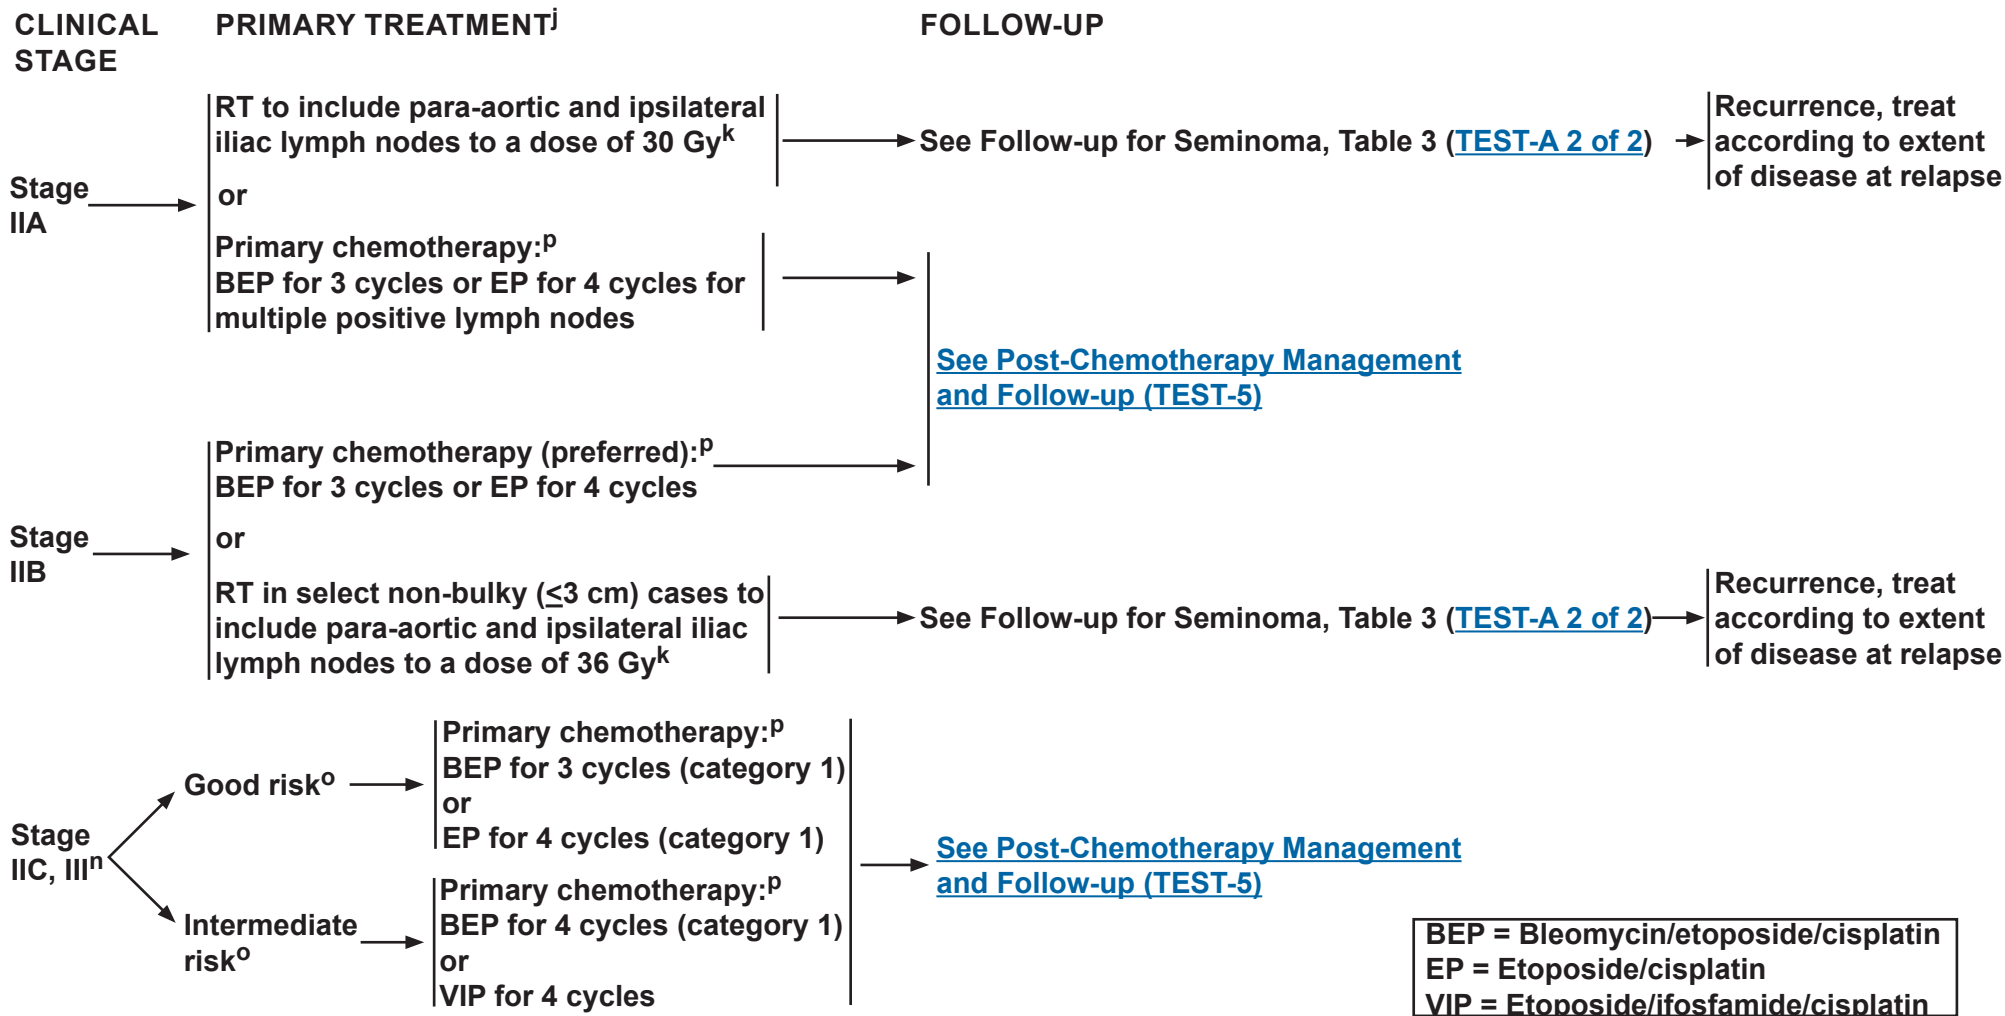 CLINICAL
STAGE
PRIMARY TREATMENTʲ
FOLLOW-UP
Stage
IIA
RT to include para-aortic and ipsilateral
iliac lymph nodes to a dose of 30 Gyᵏ
or
Primary chemotherapy:ᵖ
BEP for 3 cycles or EP for 4 cycles for
multiple positive lymph nodes
See Follow-up for Seminoma, Table 3 (TEST-A 2 of 2)
Recurrence, treat
according to extent
of disease at relapse
See Post-Chemotherapy Management
and Follow-up (TEST-5)
Stage
IIB
Primary chemotherapy (preferred):ᵖ
BEP for 3 cycles or EP for 4 cycles
or
RT in select non-bulky (≤3 cm) cases to
include para-aortic and ipsilateral iliac
lymph nodes to a dose of 36 Gyᵏ
See Follow-up for Seminoma, Table 3 (TEST-A 2 of 2)
Recurrence, treat
according to extent
of disease at relapse
Stage
IIC, IIIⁿ
Good riskᵒ
Primary chemotherapy:ᵖ
BEP for 3 cycles (category 1)
or
EP for 4 cycles (category 1)
Intermediate
riskᵒ
Primary chemotherapy:ᵖ
BEP for 4 cycles (category 1)
or
VIP for 4 cycles
See Post-Chemotherapy Management
and Follow-up (TEST-5)
BEP = Bleomycin/etoposide/cisplatin
EP = Etoposide/cisplatin
VIP = Etoposide/ifosfamide/cisplatin